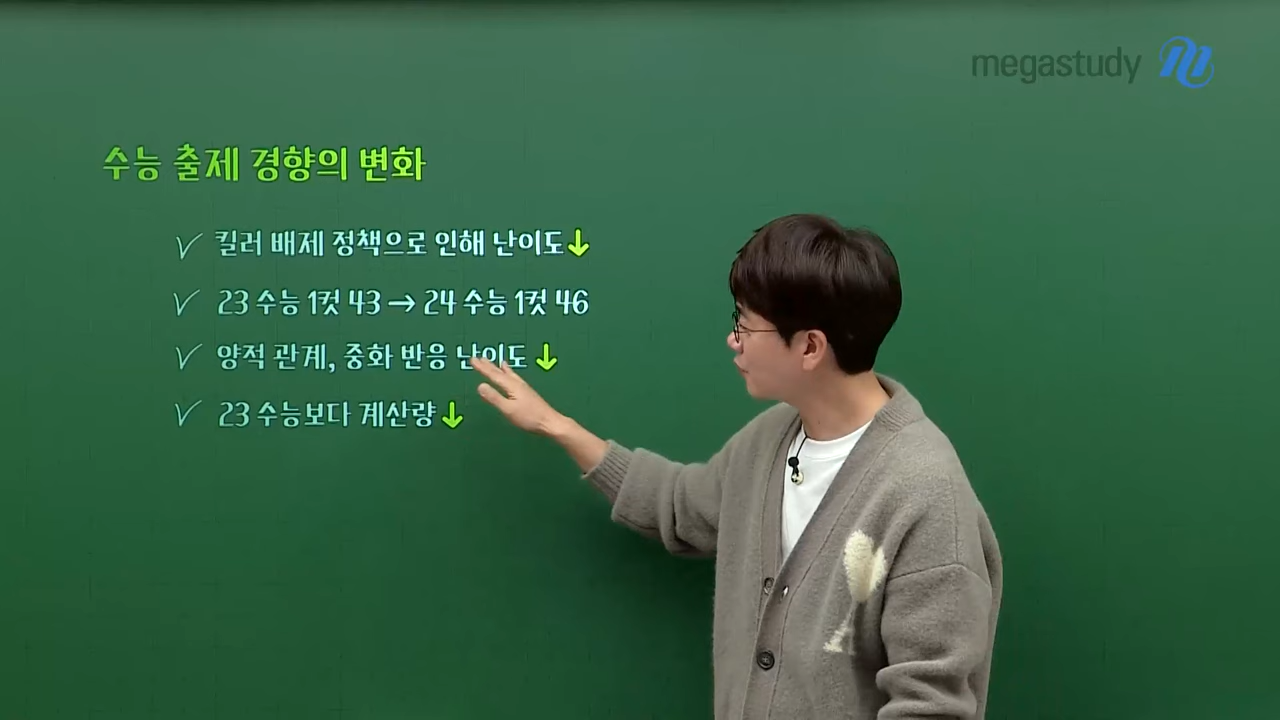 megastudy
수능 출제 경향의 변화
✓ 킬러 배제 정책으로 인해 난이도↓
✓ 23 수능 1컷 43 → 24 수능 1컷 46
✓ 양적 관계, 중화 반응 난이도↓
✓ 23 수능보다 계산량↓